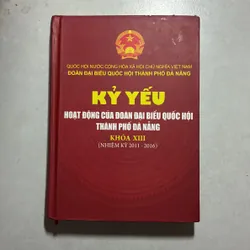 QUỐC HỘI NƯỚC CỘNG HÒA XÃ HỘI CHỦ NGHĨA VIỆT NAM
ĐOÀN ĐẠI BIỂU QUỐC HỘI THÀNH PHỐ ĐÀ NẴNG
KỶ YẾU
HOẠT ĐỘNG CỦA ĐOÀN ĐẠI BIỂU QUỐC HỘI
THÀNH PHỐ ĐÀ NẴNG
KHÓA XIII
(NHIỆM KỲ 2011 - 2016)